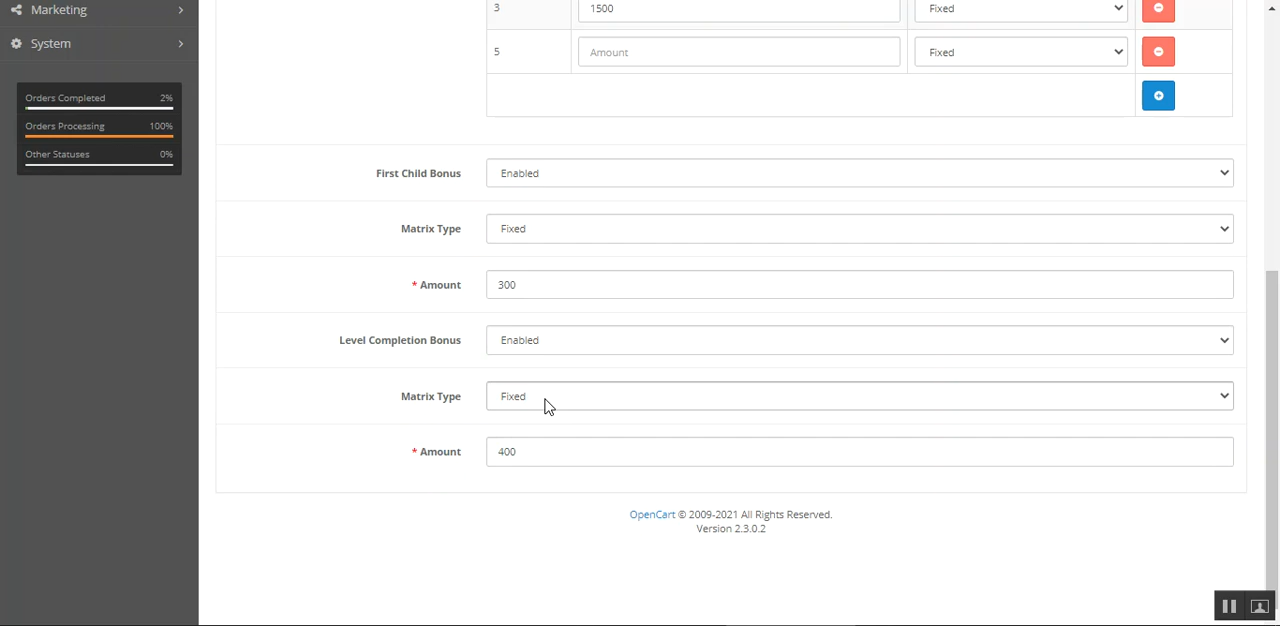 Marketing
System
Orders Completed 2%
Orders Processing 100%
Other Statuses 0%
3 1500 Fixed
5 Amount Fixed
First Child Bonus Enabled
Matrix Type Fixed
* Amount 300
Level Completion Bonus Enabled
Matrix Type Fixed
* Amount 400
OpenCart © 2009-2021 All Rights Reserved.
Version 2.3.0.2